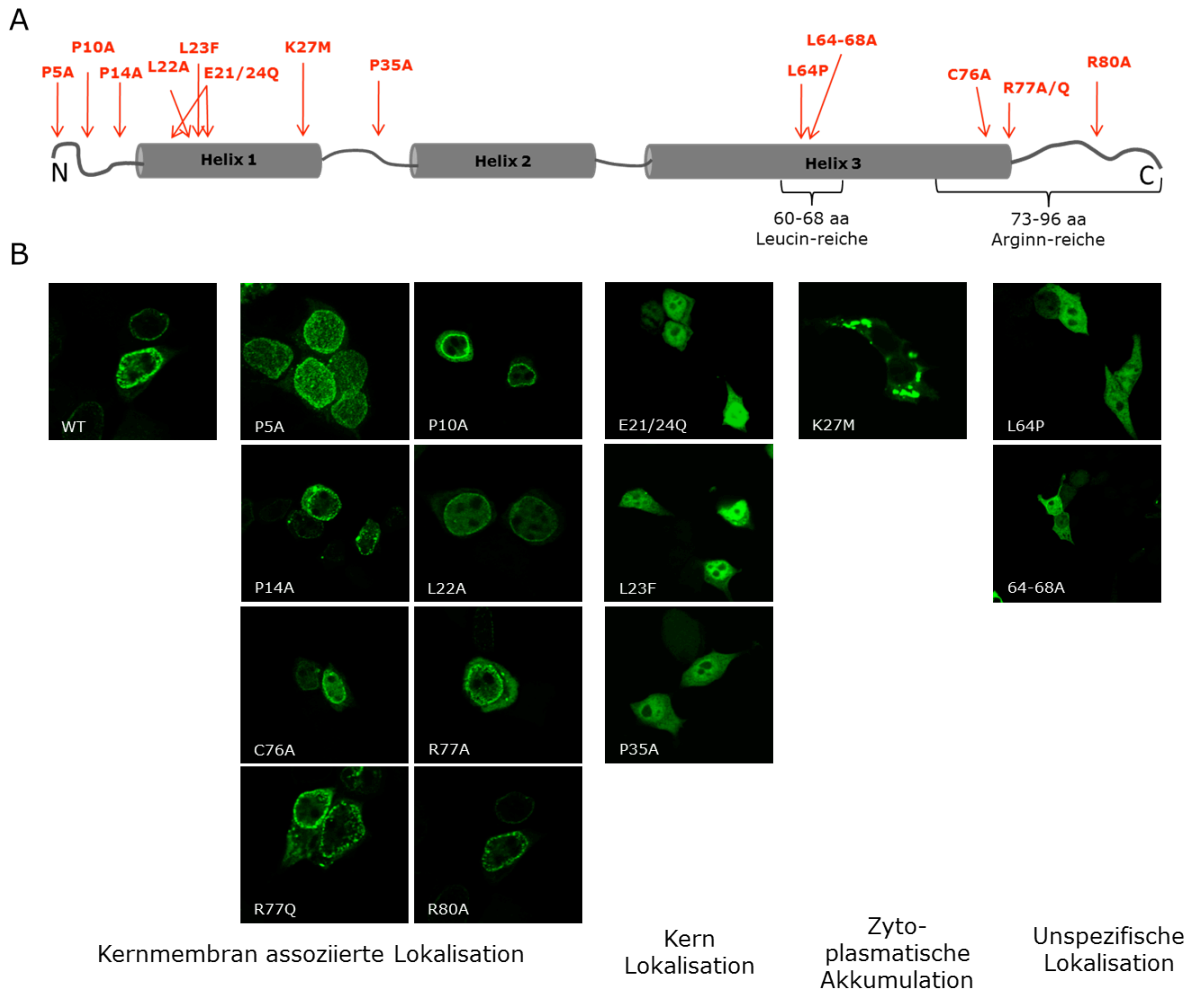 A
P10A
L23F
K27M
L64-68A
P5A
P14A
L22A
E21/24Q
P35A
L64P
C76A
R77A/Q
R80A
N
Helix 1
Helix 2
Helix 3
C
60-68 aa
Leucin-reiche
73-96 aa
Arginn-reiche
B
WT
P5A
P10A
E21/24Q
K27M
L64P
P14A
L22A
L23F
64-68A
C76A
R77A
P35A
R77Q
R80A
Kernmembran assoziierte Lokalisation
Kern
Lokalisation
Zyto-
plasmatische
Akkumulation
Unspezifische
Lokalisation